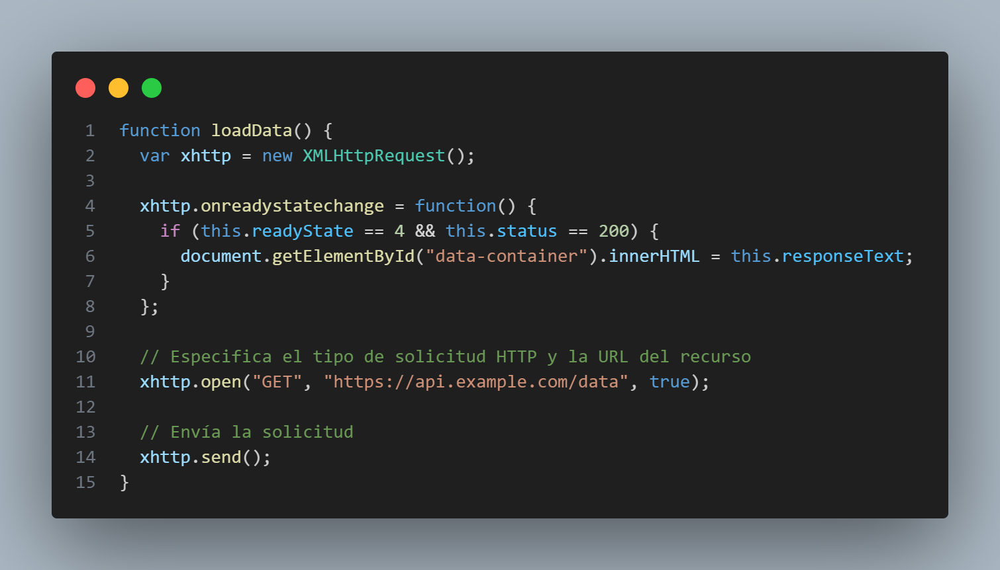 1 function loadData() {
2   var xhttp = new XMLHttpRequest();
3
4   xhttp.onreadystatechange = function() {
5     if (this.readyState == 4 && this.status == 200) {
6       document.getElementById("data-container").innerHTML = this.responseText;
7     }
8   };
9
10   // Especifica el tipo de solicitud HTTP y la URL del recurso
11   xhttp.open("GET", "https://api.example.com/data", true);
12
13   // Envía la solicitud
14   xhttp.send();
15 }